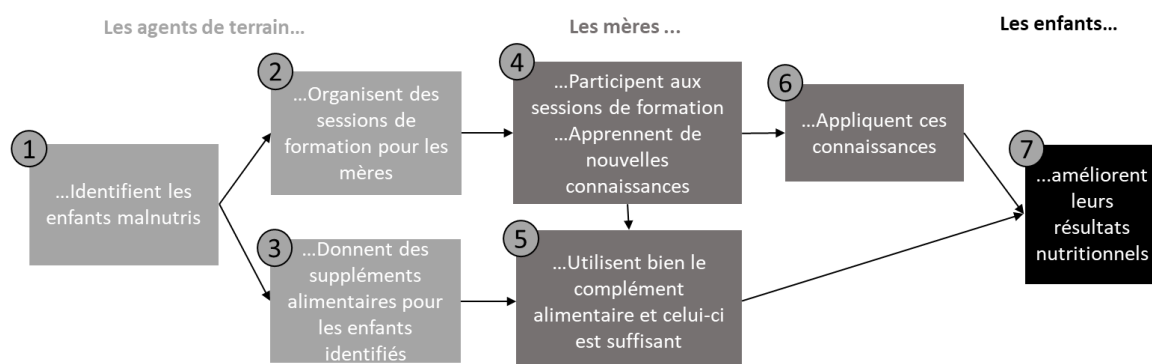 Les agents de terrain...
Les mères ...
Les enfants...
1
...Identifient les
enfants malnutris
2
...Organisent des
sessions de
formation pour les
mères
3
...Donnent des
suppléments
alimentaires pour
les enfants
identifiés
4
...Participent aux
sessions de formation
...Apprennent de
nouvelles
connaissances
5
...Utilisent bien le
complément
alimentaire et celui-ci
est suffisant
6
...Appliquent ces
connaissances
7
...améliorent
leurs
résultats
nutritionnels